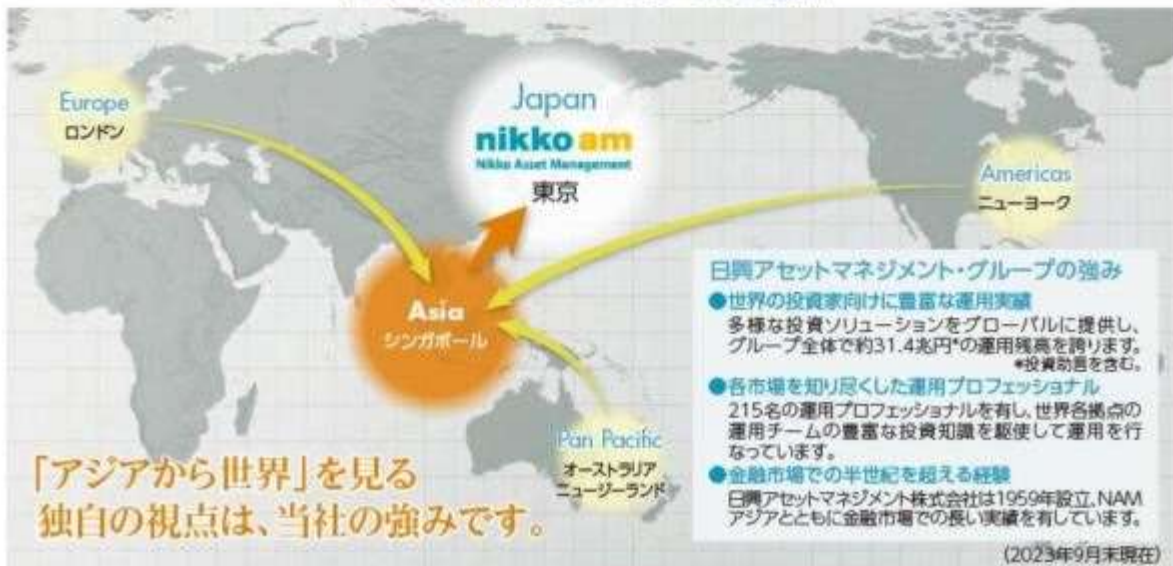 Europe
ロンドン
Japan
nikko am
Nikko Asset Management
東京
Americas
ニューヨーク
Asia
シンガポール
Pan Pacific
オーストラリア
ニュージーランド
「アジアから世界」を見る
独自の視点は、当社の強みです。
日興アセットマネジメント・グループの強み
●世界の投資家向けに豊富な運用実績
多様な投資ソリューションをグローバルに提供し、
グループ全体で約31.4兆円*の運用残高を誇ります。
*投資助言を含む。
●各市場を知り尽くした運用プロフェッショナル
215名の運用プロフェッショナルを有し、世界各拠点の
運用チームの豊富な投資知識を駆使して運用を行
なっています。
●金融市場での半世紀を超える経験
日興アセットマネジメント株式会社は1959年設立、NAM
アジアとともに金融市場での長い実績を有しています。
(2023年9月末現在)